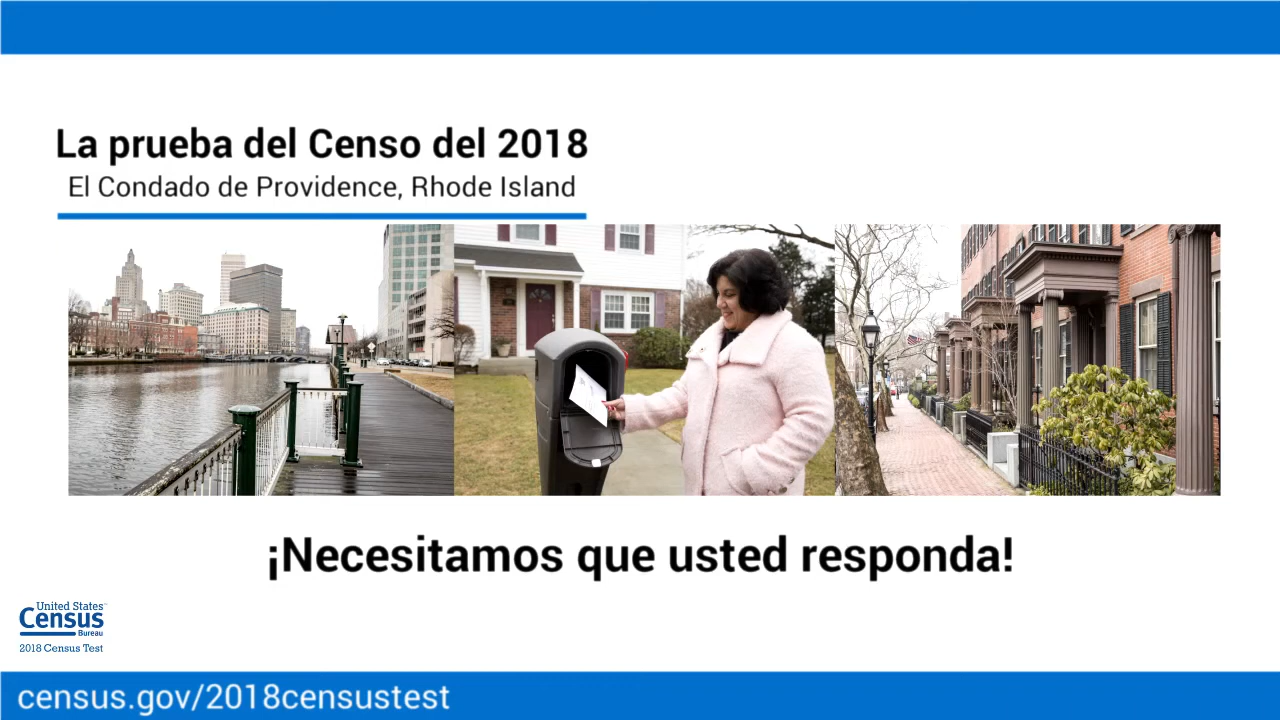 La prueba del Censo del 2018
El Condado de Providence, Rhode Island
¡Necesitamos que usted responda!
United States™
Census
Bureau
2018 Census Test
census.gov/2018censustest